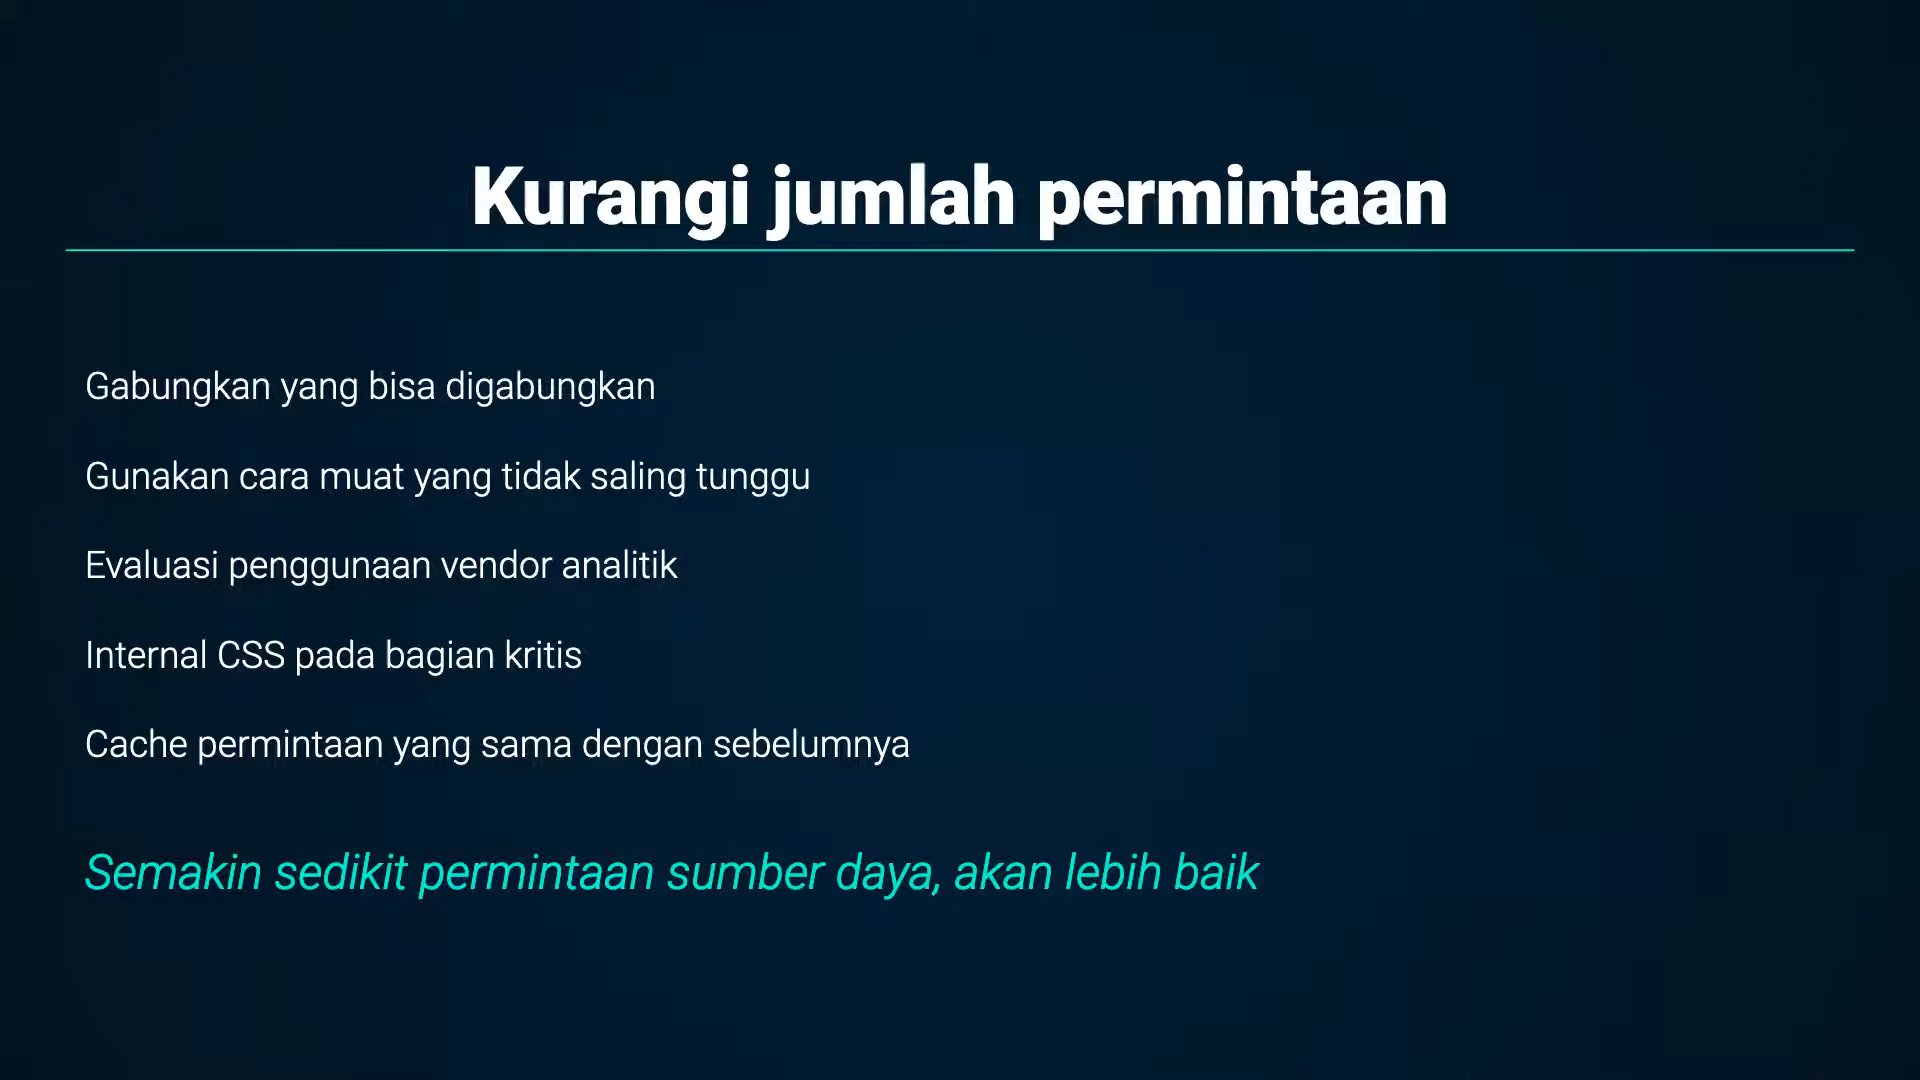 Kurangi jumlah permintaan
Gabungkan yang bisa digabungkan
Gunakan cara muat yang tidak saling tunggu
Evaluasi penggunaan vendor analitik
Internal CSS pada bagian kritis
Cache permintaan yang sama dengan sebelumnya
Semakin sedikit permintaan sumber daya, akan lebih baik